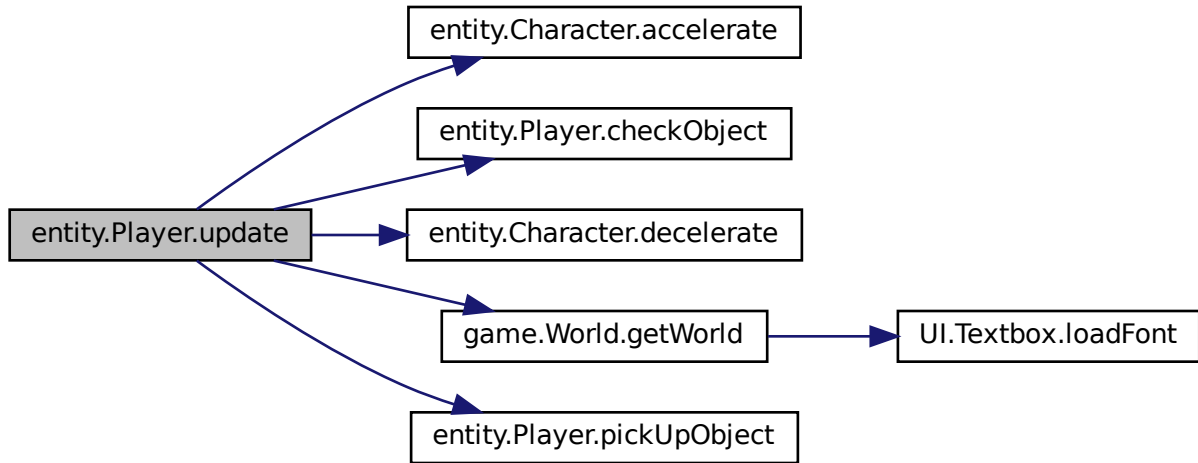 entity.Character.accelerate
entity.Player.checkObject
entity.Player.update
entity.Character.decelerate
game.World.getWorld
UI.Textbox.loadFont
entity.Player.pickUpObject